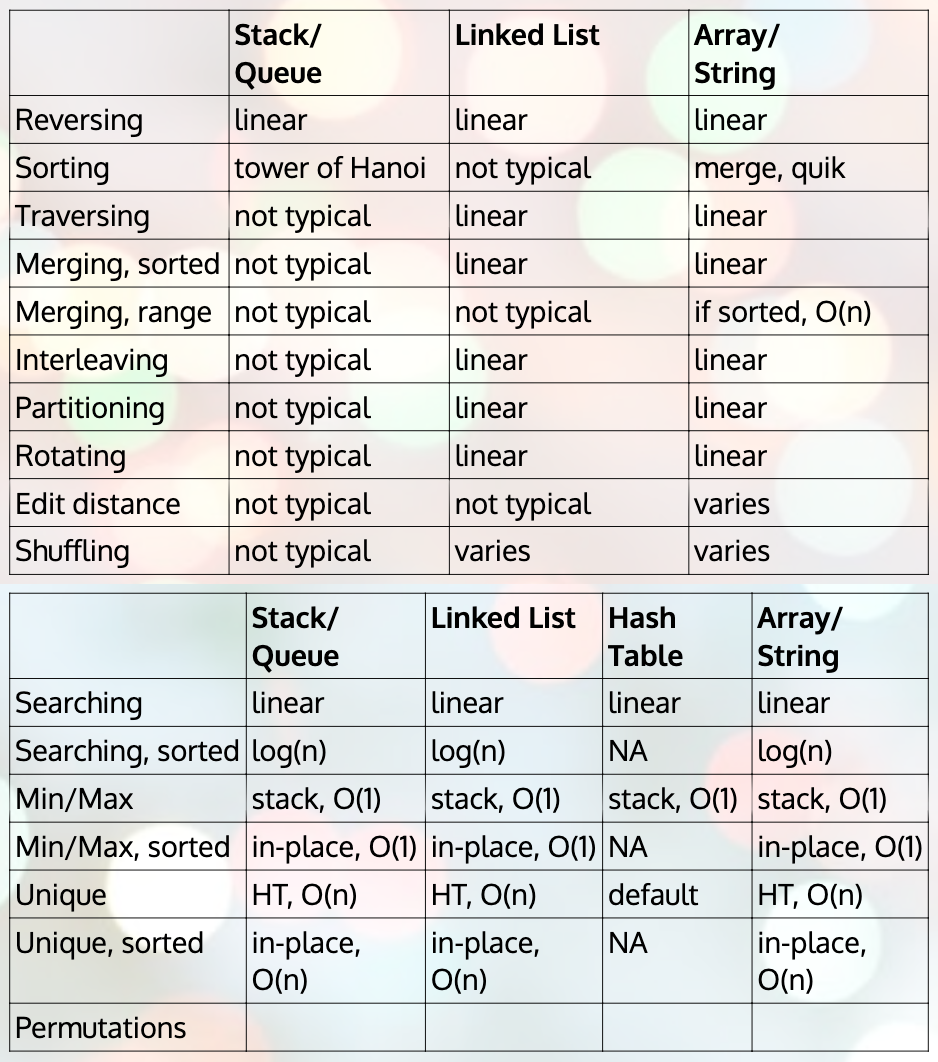 Stack/ Linked List Array/
Queue String
Reversing linear linear linear
Sorting tower of Hanoi not typical merge, quik
Traversing not typical linear linear
Merging, sorted not typical linear linear
Merging, range not typical not typical if sorted, O(n)
Interleaving not typical linear linear
Partitioning not typical linear linear
Rotating not typical linear linear
Edit distance not typical not typical varies
Shuffling not typical varies varies
Stack/ Linked List Hash Array/
Queue Table String
Searching linear linear linear linear
Searching, sorted log(n) log(n) NA log(n)
Min/Max stack, O(1) stack, O(1) stack, O(1) stack, O(1)
Min/Max, sorted in-place, O(1) in-place, O(1) NA in-place, O(1)
Unique HT, O(n) HT, O(n) default HT, O(n)
Unique, sorted in-place, in-place, NA in-place,
O(n) O(n) O(n)
Permutations